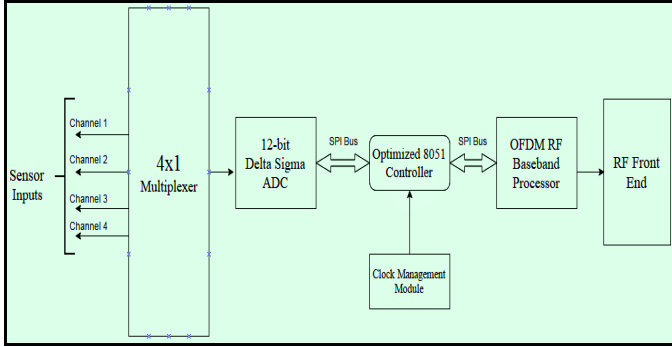 Sensor
Inputs
Channel 1
Channel 2
Channel 3
Channel 4
4x1
Multiplexer
12-bit
Delta Sigma
ADC
SPI Bus
Optimized 8051
Controller
SPI Bus
OFDM RF
Baseband
Processor
RF Front
End
Clock Management
Module